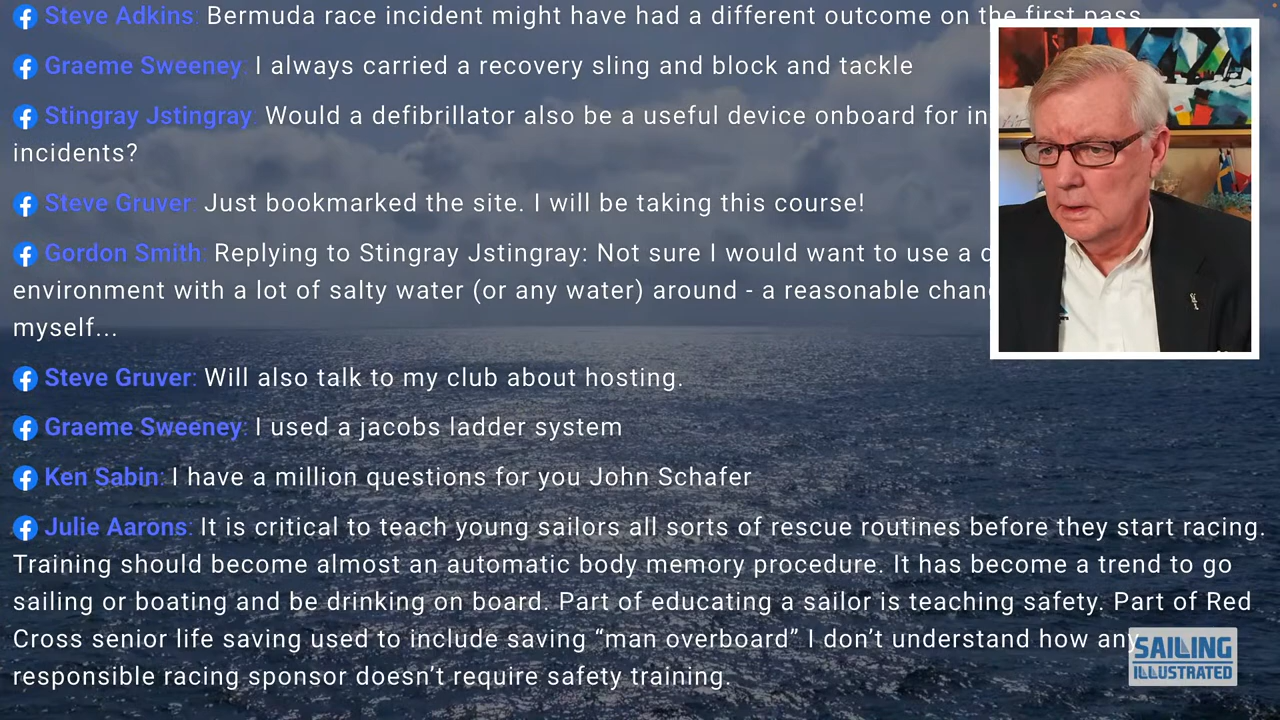 Steve Adkins: Bermuda race incident might have had a different outcome on the first pass
Graeme Sweeney: I always carried a recovery sling and block and tackle
Stingray Jstingray: Would a defibrillator also be a useful device onboard for in
incidents?
Steve Gruver: Just bookmarked the site. I will be taking this course!
Gordon Smith: Replying to Stingray Jstingray: Not sure I would want to use a
environment with a lot of salty water (or any water) around - a reasonable chan
myself...
Steve Gruver: Will also talk to my club about hosting.
Graeme Sweeney: I used a jacobs ladder system
Ken Sabin: I have a million questions for you John Schafer
Julie Aarons: It is critical to teach young sailors all sorts of rescue routines before they start racing.
Training should become almost an automatic body memory procedure. It has become a trend to go
sailing or boating and be drinking on board. Part of educating a sailor is teaching safety. Part of Red
Cross senior life saving used to include saving “man overboard” I don’t understand how any
responsible racing sponsor doesn’t require safety training.
SAILING
ILLUSTRATED